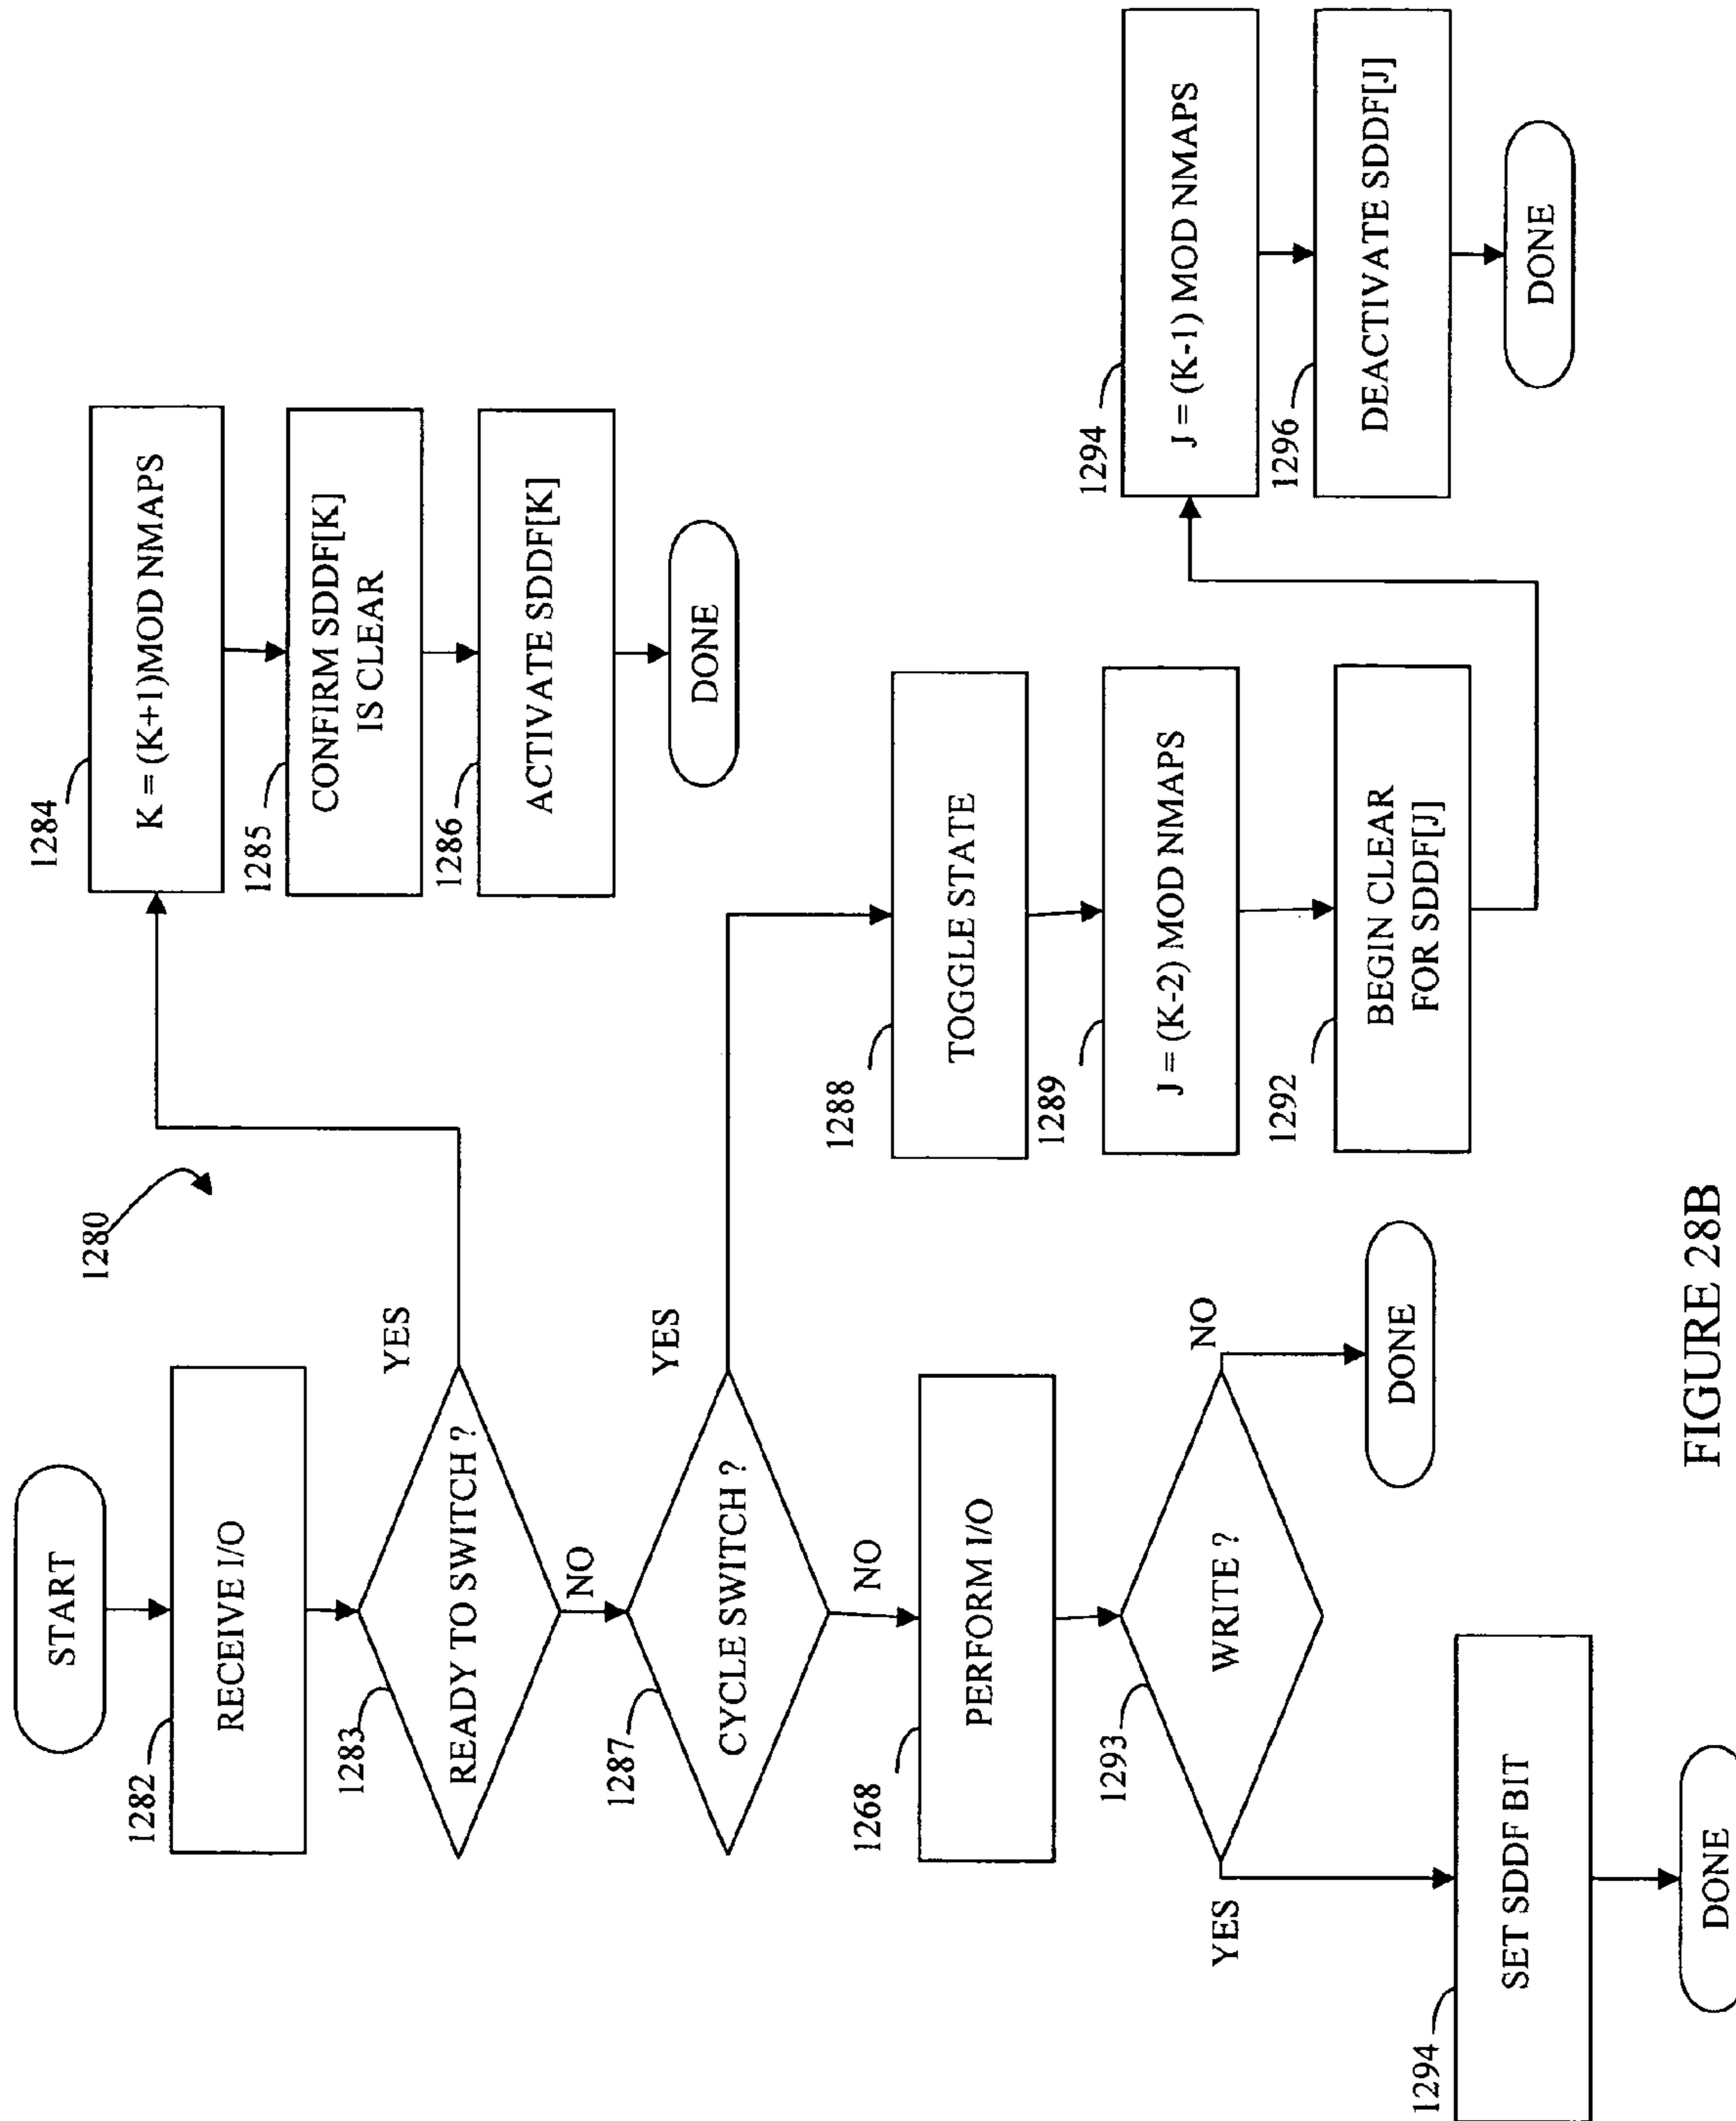 1280
START
1282
RECEIVE I/O
1283
READY TO SWITCH ?
YES
NO
1284
K = (K+1)MOD NMAPS
1285
CONFIRM SDDF[K]
IS CLEAR
1286
ACTIVATE SDDF[K]
DONE
1287
CYCLE SWITCH ?
YES
NO
1288
TOGGLE STATE
1289
J = (K-2) MOD NMAPS
1292
BEGIN CLEAR
FOR SDDF[J]
1294
J = (K-1) MOD NMAPS
1296
DEACTIVATE SDDF[J]
DONE
1268
PERFORM I/O
1293
WRITE ?
NO
DONE
YES
1294
SET SDDF BIT
DONE
FIGURE 28B